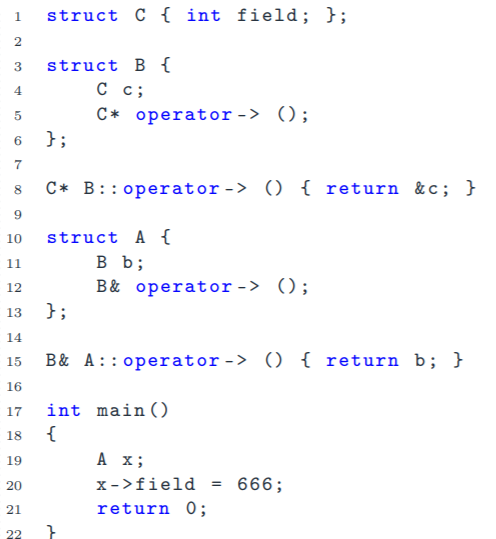 1 struct C { int field; };
2
3 struct B {
4 C c;
5 C* operator-> ();
6 };
7
8 C* B::operator-> () { return &c; }
9
10 struct A {
11 B b;
12 B& operator-> ();
13 };
14
15 B& A::operator-> () { return b; }
16
17 int main()
18 {
19 A x;
20 x->field = 666;
21 return 0;
22 }